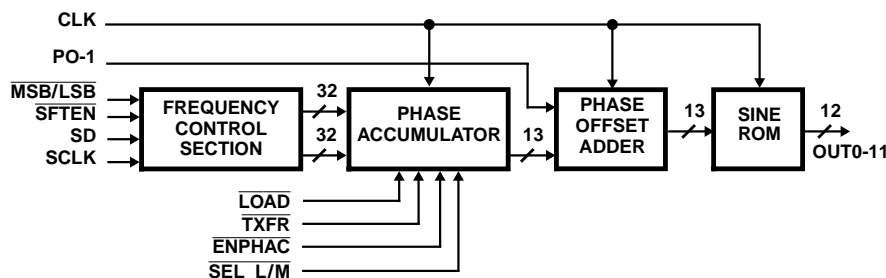 CLK
PO-1
MSB/LSB
SFTEN
SD
SCLK
FREQUENCY
CONTROL
SECTION
32
32
PHASE
ACCUMULATOR
13
PHASE
OFFSET
ADDER
13
SINE
ROM
12
OUT0-11
LOAD
TXFR
ENPHAC
SEL_L/M